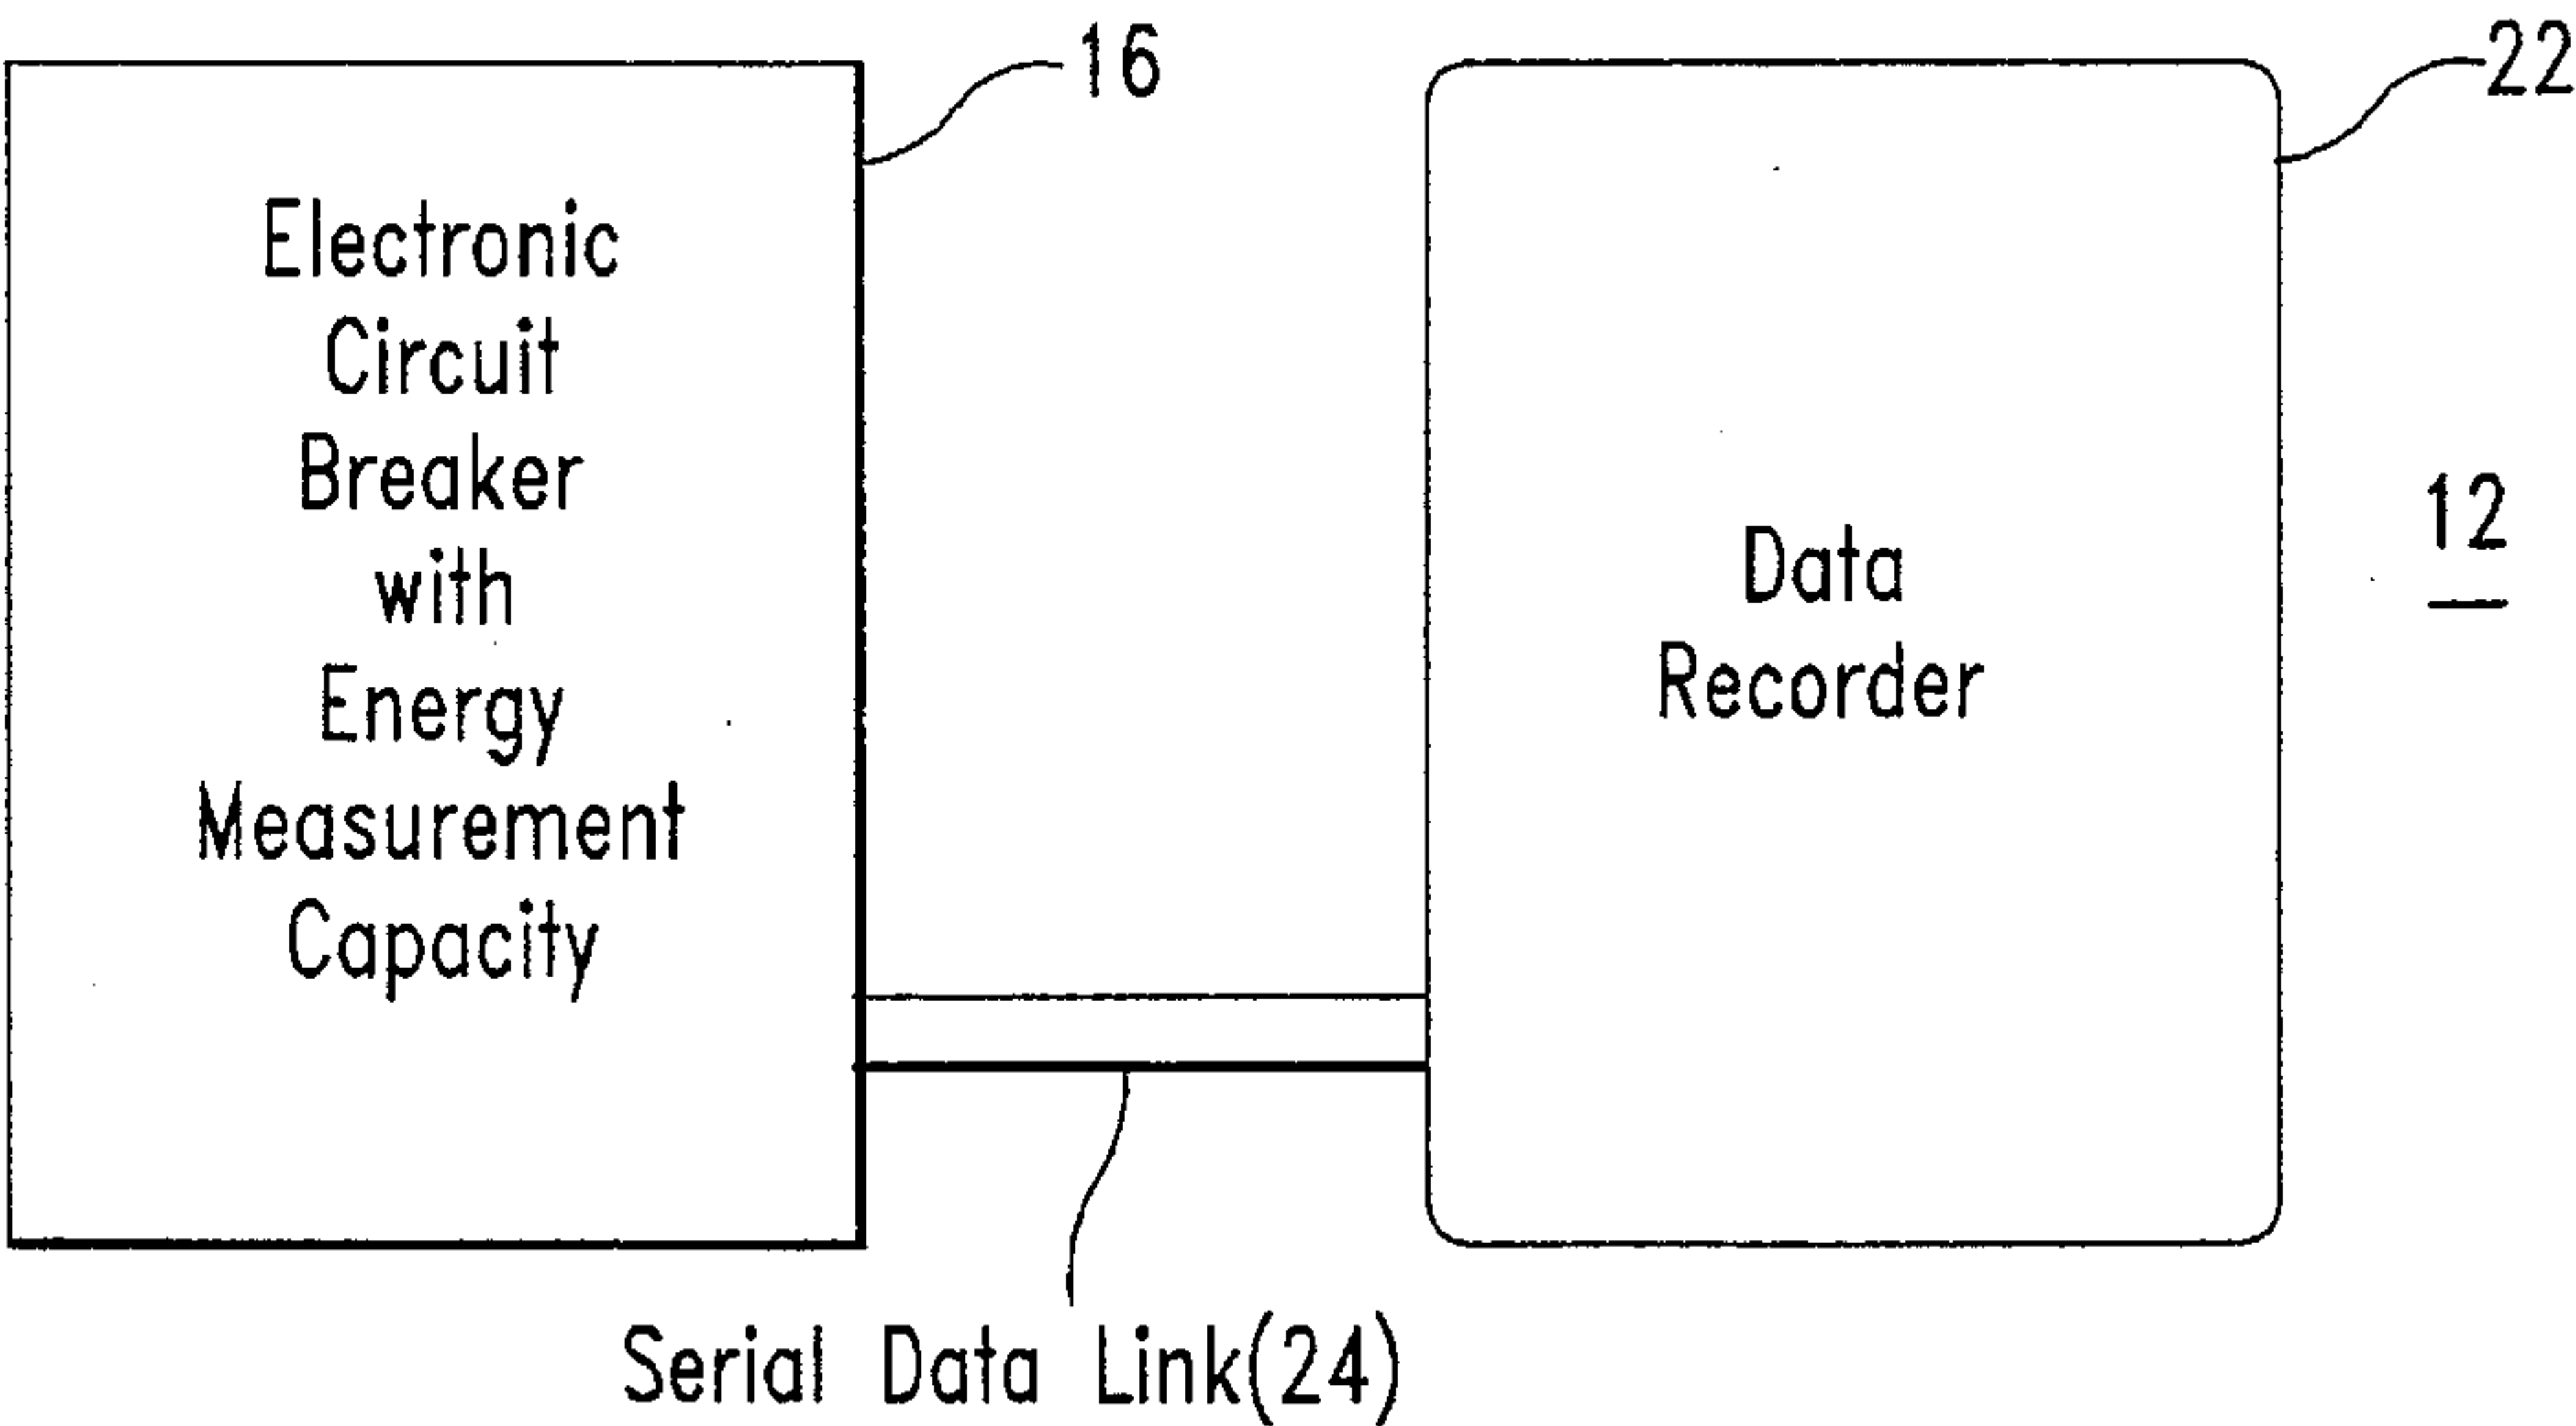 16
22
Electronic
Circuit
Breaker
with
Energy
Measurement
Capacity
Data
Recorder
12
Serial Data Link(24)